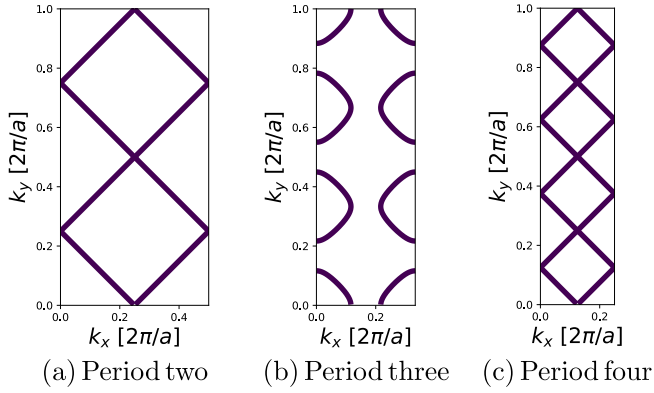 1.0 1.0 1.0
0.8 0.8 0.8
0.6 0.6 0.6
0.4 0.4 0.4
0.2 0.2 0.2
0.0 0.0 0.0
k_y [2π/a] k_y [2π/a] k_y [2π/a]
0.0 0.2 0.4 0.0 0.2 0.0 0.2
k_x [2π/a] k_x [2π/a] k_x [2π/a]
(a) Period two (b) Period three (c) Period four